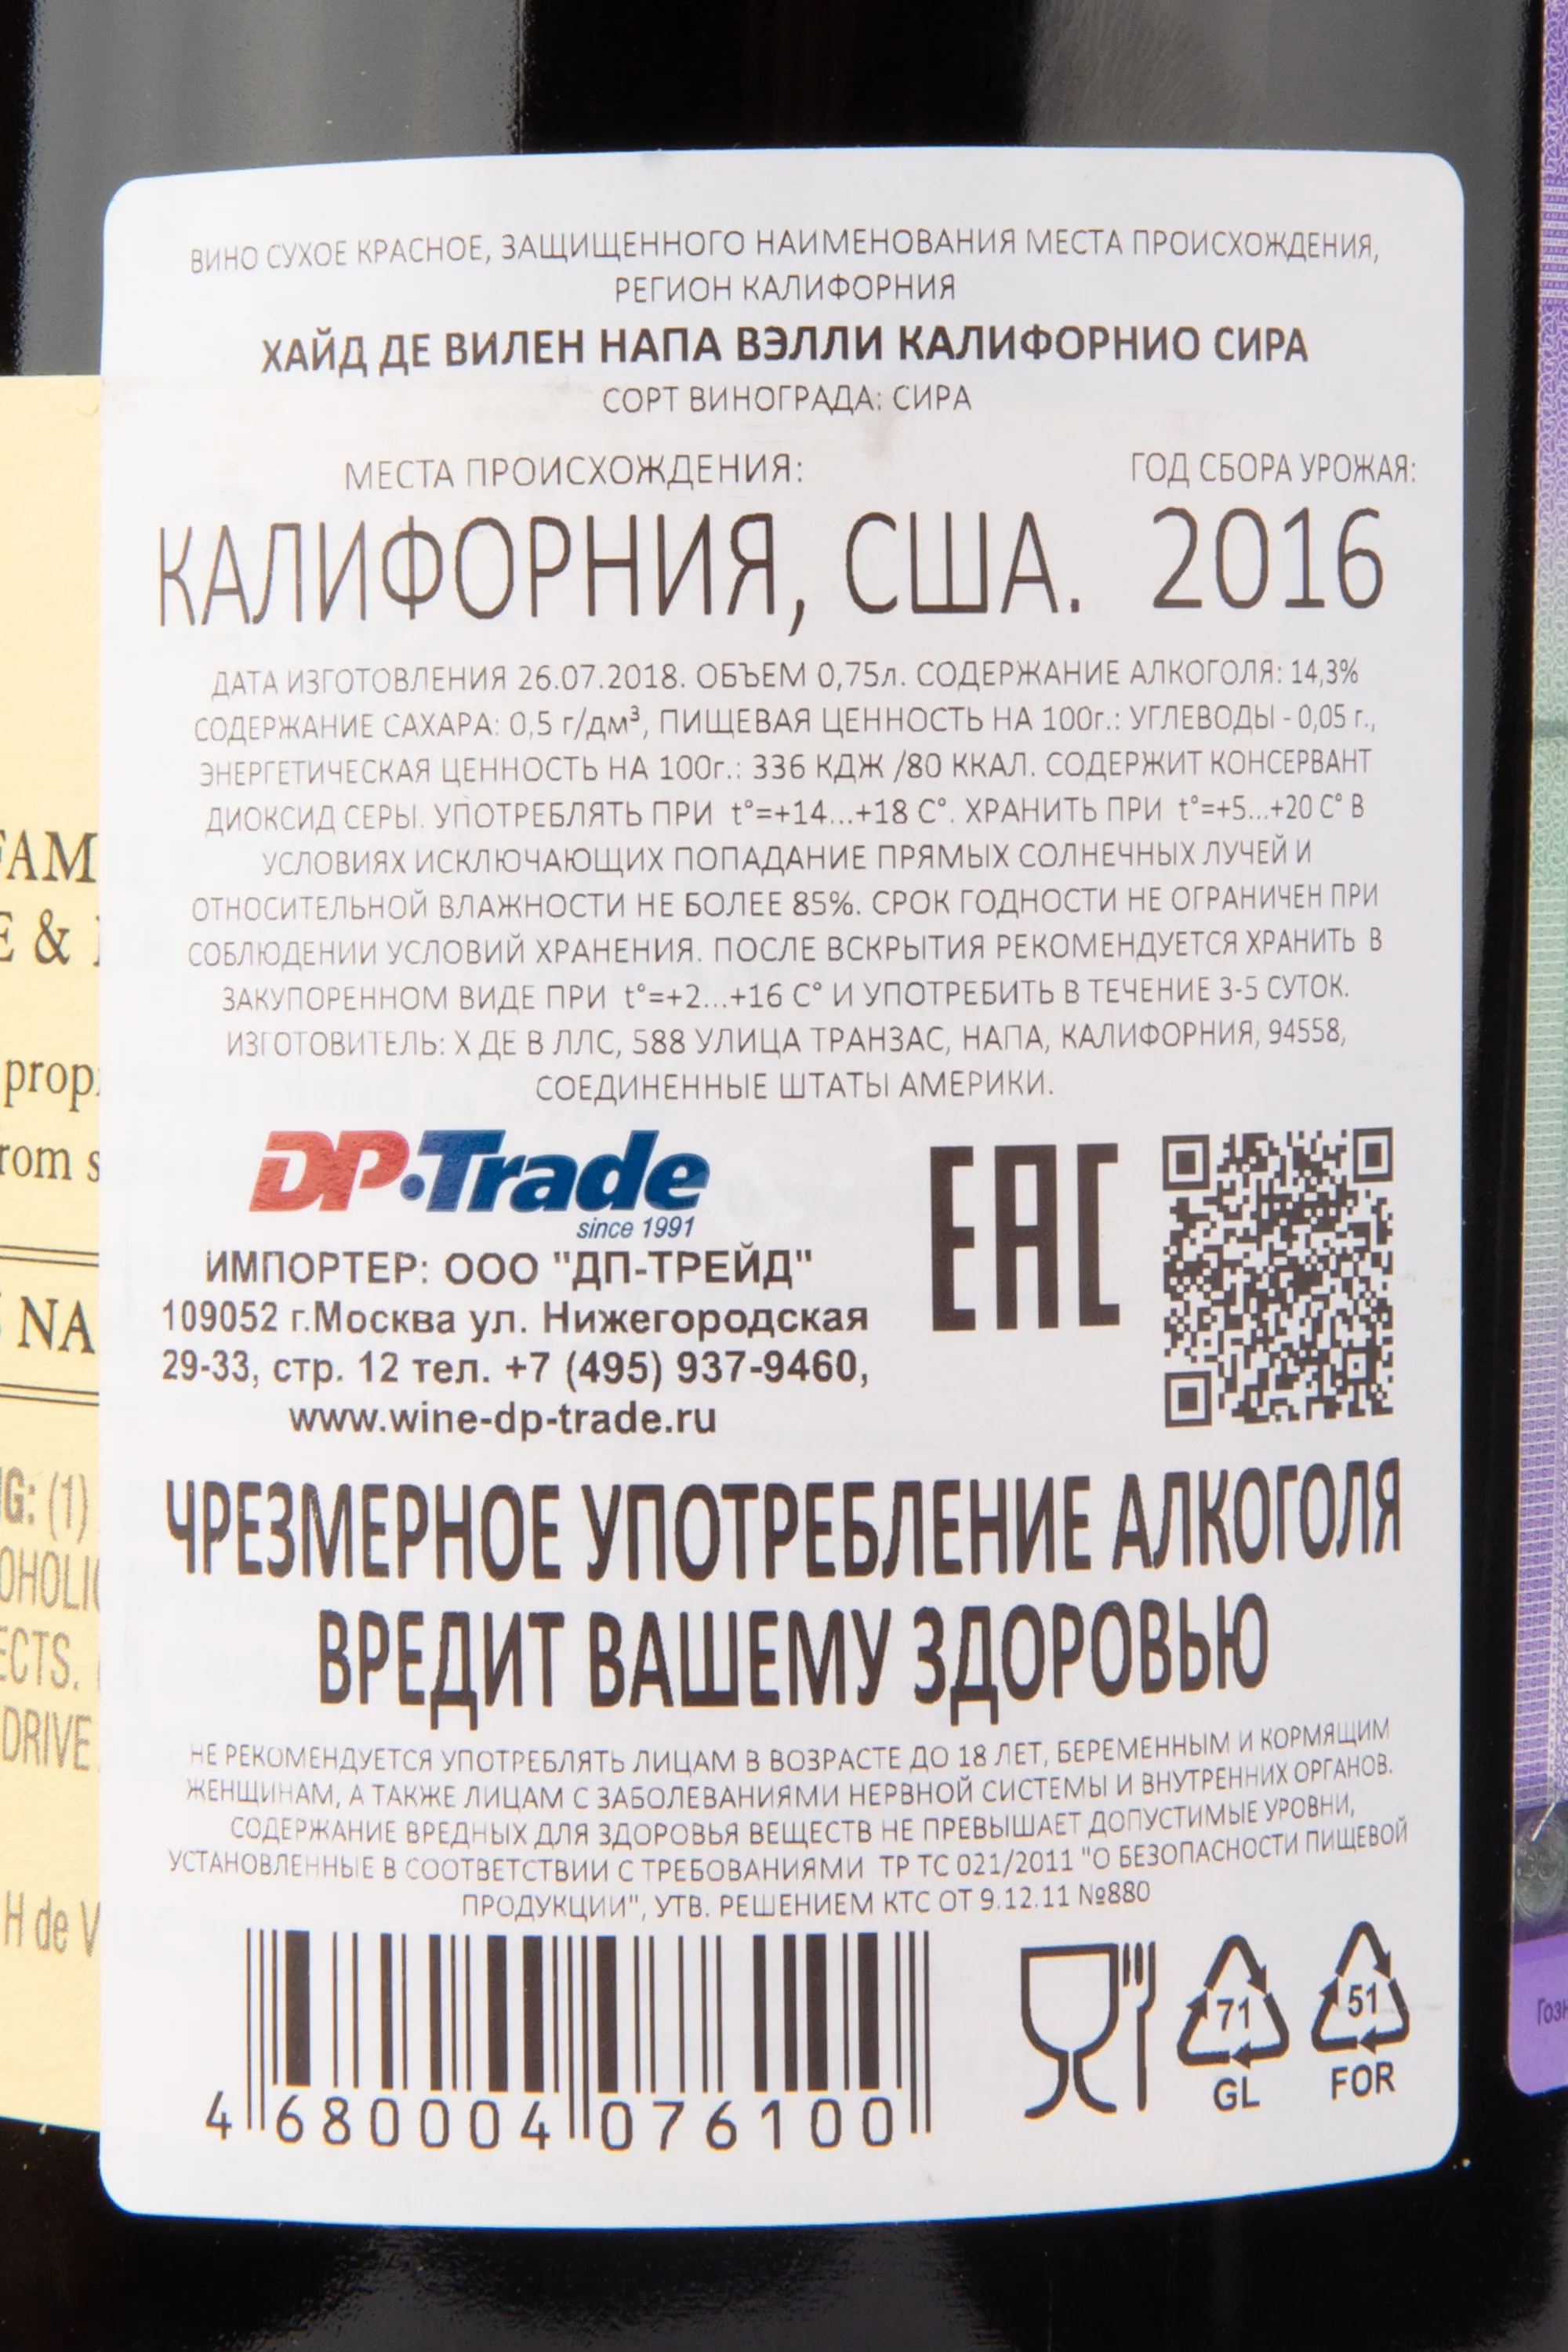 ВИНО СУХОЕ КРАСНОЕ, ЗАЩИЩЕННОГО НАИМЕНОВАНИЯ МЕСТА ПРОИСХОЖДЕНИЯ,
РЕГИОН КАЛИФОРНИЯ
ХАЙД ДЕ ВИЛЕН НАПА ВЭЛЛИ КАЛИФОРНИО СИРА
СОРТ ВИНОГРАДА: СИРА
МЕСТА ПРОИСХОЖДЕНИЯ:
КАЛИФОРНИЯ, США.
ГОД СБОРА УРОЖАЯ:
2016
ДАТА ИЗГОТОВЛЕНИЯ 26.07.2018. ОБЪЕМ 0,75л. СОДЕРЖАНИЕ АЛКОГОЛЯ: 14,3%
СОДЕРЖАНИЕ САХАРА: 0,5 г/дм³, ПИЩЕВАЯ ЦЕННОСТЬ НА 100г.: УГЛЕВОДЫ - 0,05 г.,
ЭНЕРГЕТИЧЕСКАЯ ЦЕННОСТЬ НА 100г.: 336 КДЖ /80 ККАЛ. СОДЕРЖИТ КОНСЕРВАНТ
ДИОКСИД СЕРЫ. УПОТРЕБЛЯТЬ ПРИ t°=+14...+18 С°. ХРАНИТЬ ПРИ t°=+5...+20 С° В
УСЛОВИЯХ ИСКЛЮЧАЮЩИХ ПОПАДАНИЕ ПРЯМЫХ СОЛНЕЧНЫХ ЛУЧЕЙ И
ОТНОСИТЕЛЬНОЙ ВЛАЖНОСТИ НЕ БОЛЕЕ 85%. СРОК ГОДНОСТИ НЕ ОГРАНИЧЕН ПРИ
СОБЛЮДЕНИИ УСЛОВИЙ ХРАНЕНИЯ. ПОСЛЕ ВСКРЫТИЯ РЕКОМЕНДУЕТСЯ ХРАНИТЬ В
ЗАКУПОРЕННОМ ВИДЕ ПРИ t°=+2...+16 С° И УПОТРЕБИТЬ В ТЕЧЕНИЕ 3-5 СУТОК.
ИЗГОТОВИТЕЛЬ: Х ДЕ В ЛЛС, 588 УЛИЦА ТРАНЗАС, НАПА, КАЛИФОРНИЯ, 94558,
СОЕДИНЕННЫЕ ШТАТЫ АМЕРИКИ.
DP·Trade
since 1991
ИМПОРТЕР: ООО "ДП-ТРЕЙД"
109052 г.Москва ул. Нижегородская
29-33, стр. 12 тел. +7 (495) 937-9460,
www.wine-dp-trade.ru
EAC
ЧРЕЗМЕРНОЕ УПОТРЕБЛЕНИЕ АЛКОГОЛЯ
ВРЕДИТ ВАШЕМУ ЗДОРОВЬЮ
НЕ РЕКОМЕНДУЕТСЯ УПОТРЕБЛЯТЬ ЛИЦАМ В ВОЗРАСТЕ ДО 18 ЛЕТ, БЕРЕМЕННЫМ И КОРМЯЩИМ
ЖЕНЩИНАМ, А ТАКЖЕ ЛИЦАМ С ЗАБОЛЕВАНИЯМИ НЕРВНОЙ СИСТЕМЫ И ВНУТРЕННИХ ОРГАНОВ.
СОДЕРЖАНИЕ ВРЕДНЫХ ДЛЯ ЗДОРОВЬЯ ВЕЩЕСТВ НЕ ПРЕВЫШАЕТ ДОПУСТИМЫЕ УРОВНИ,
УСТАНОВЛЕННЫЕ В СООТВЕТСТВИИ С ТРЕБОВАНИЯМИ ТР ТС 021/2011 "О БЕЗОПАСНОСТИ ПИЩЕВОЙ
ПРОДУКЦИИ", УТВ. РЕШЕНИЕМ КТС ОТ 9.12.11 №880
4 680004 076100
71
GL
51
FOR
FAM
E &
prop
rom s
NA
G: (1)
OHOLI
ECTS.
DRIVE
H de V